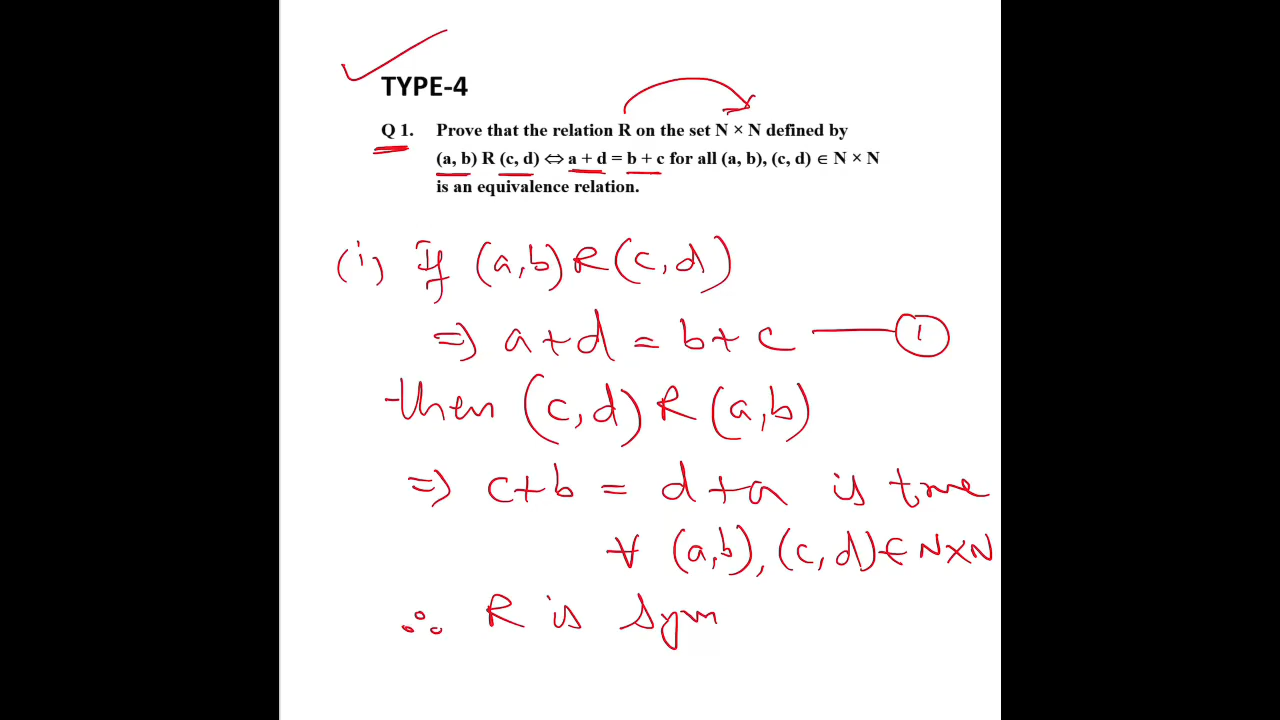 TYPE-4
Q 1. Prove that the relation R on the set N × N defined by
(a, b) R (c, d) ⇔ a + d = b + c for all (a, b), (c, d) ∈ N × N
is an equivalence relation.
(i) If (a,b) R (c,d)
⇒ a+d = b+c — 1
then (c,d) R (a,b)
⇒ c+b = d+a is true
∀ (a,b), (c,d) ∈ N×N
∴ R is sym